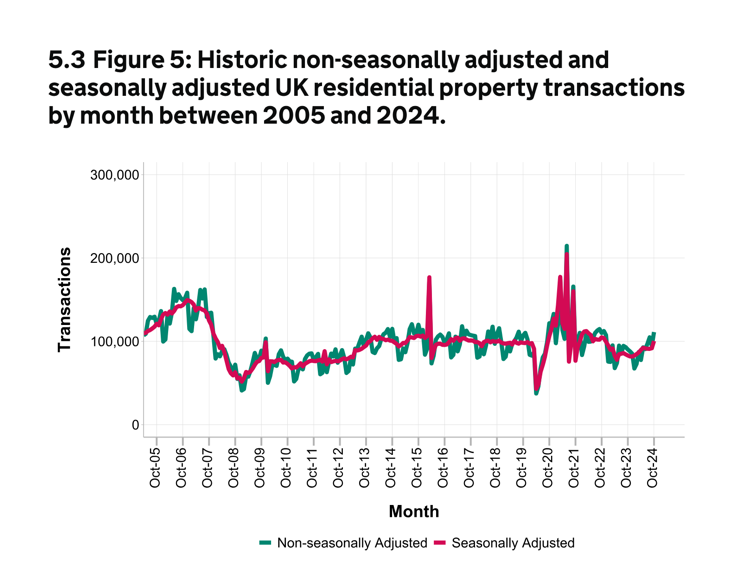 5.3 Figure 5: Historic non-seasonally adjusted and
seasonally adjusted UK residential property transactions
by month between 2005 and 2024.
300,000
200,000
100,000
0
Transactions
Oct-05
Oct-06
Oct-07
Oct-08
Oct-09
Oct-10
Oct-11
Oct-12
Oct-13
Oct-14
Oct-15
Oct-16
Oct-17
Oct-18
Oct-19
Oct-20
Oct-21
Oct-22
Oct-23
Oct-24
Month
Non-seasonally Adjusted
Seasonally Adjusted